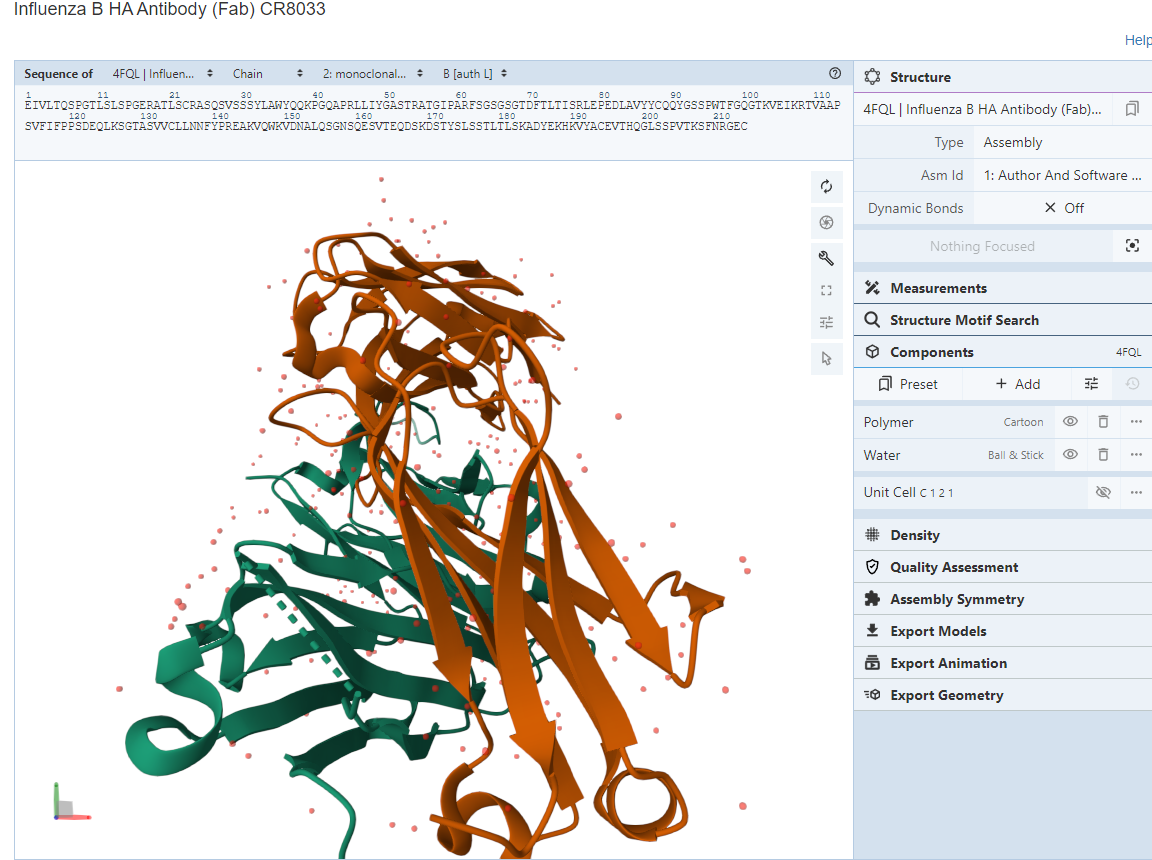 Influenza B HA Antibody (Fab) CR8033
Help
Sequence of 4FQL | Influen... Chain 2: monoclonal... B [auth L]
1 11 21 31 41 50 60 70 80 90 100 110
EIVLTQSPGTLSLSPGERATLSCRASQSVSSSYLAWYQQKPGQAPRLLIYGASTRATGIPARFSGSGSGTDFTLTISRLEPEDLAVYYCQQYGSSPWTFGQGTKVEIKRTVAAP
120 130 140 150 160 170 180 190 200 210
SVFIFPPSDEQLKSGTASVVCLLNNFYPREAKVQWKVDNALQSGNSQESVTEQDSKDSTYSLSSTLTLSKADYEKHKVYACEVTHQGLSSPVTKSFNRGEC
Structure
4FQL | Influenza B HA Antibody (Fab)...
Type Assembly
Asm Id 1: Author And Software ...
Dynamic Bonds Off
Nothing Focused
Measurements
Structure Motif Search
Components 4FQL
Preset + Add
Polymer Cartoon
Water Ball & Stick
Unit Cell C 1 2 1
Density
Quality Assessment
Assembly Symmetry
Export Models
Export Animation
Export Geometry